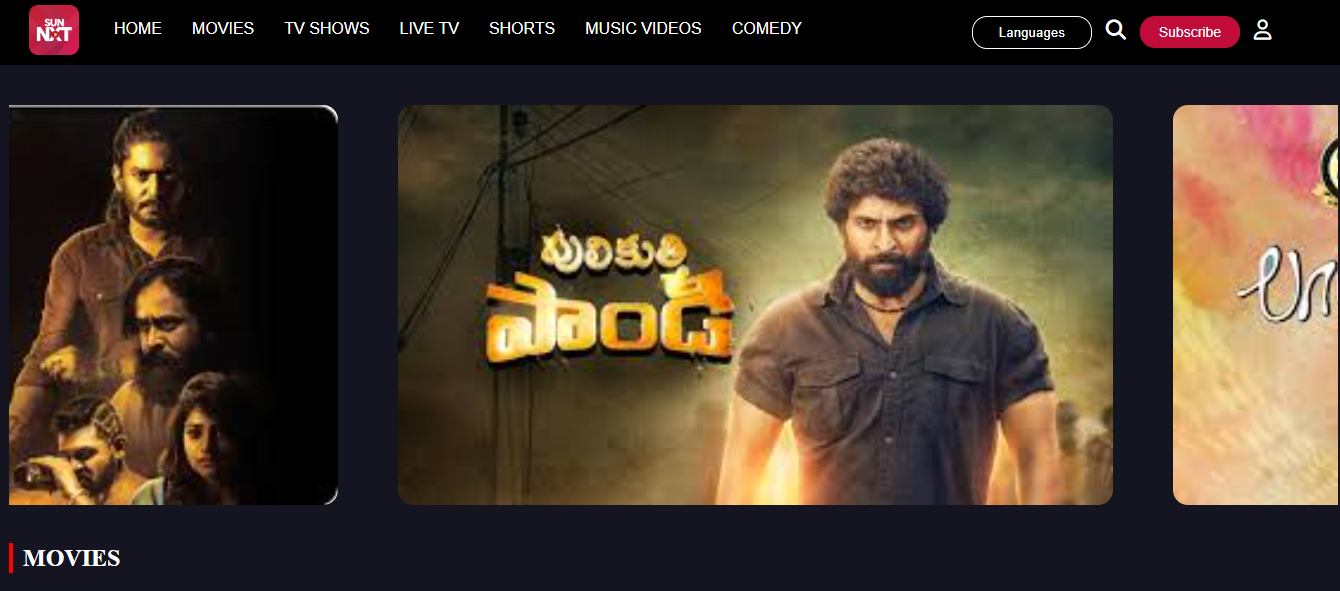 SUN
NXT
HOME MOVIES TV SHOWS LIVE TV SHORTS MUSIC VIDEOS COMEDY Languages Subscribe
పులికుత్తి
పాండి
MOVIES